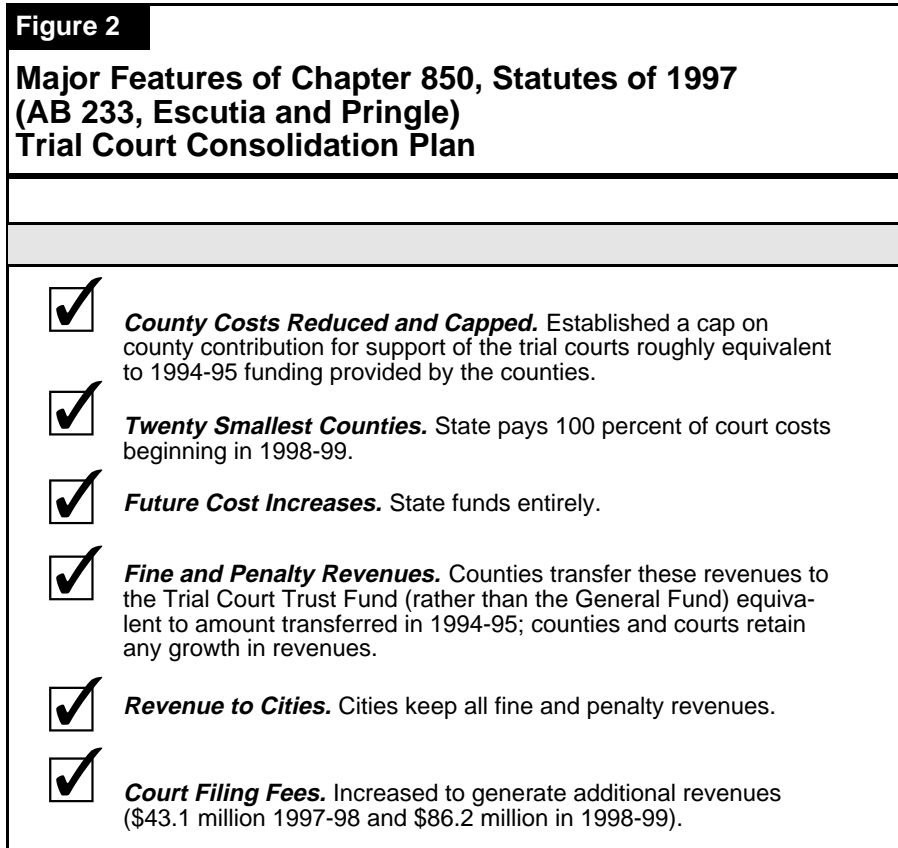 Figure 2
Major Features of Chapter 850, Statutes of 1997
(AB 233, Escutia and Pringle)
Trial Court Consolidation Plan
County Costs Reduced and Capped. Established a cap on
county contribution for support of the trial courts roughly equivalent
to 1994-95 funding provided by the counties.
Twenty Smallest Counties. State pays 100 percent of court costs
beginning in 1998-99.
Future Cost Increases. State funds entirely.
Fine and Penalty Revenues. Counties transfer these revenues to
the Trial Court Trust Fund (rather than the General Fund) equiva-
lent to amount transferred in 1994-95; counties and courts retain
any growth in revenues.
Revenue to Cities. Cities keep all fine and penalty revenues.
Court Filing Fees. Increased to generate additional revenues
($43.1 million 1997-98 and $86.2 million in 1998-99).